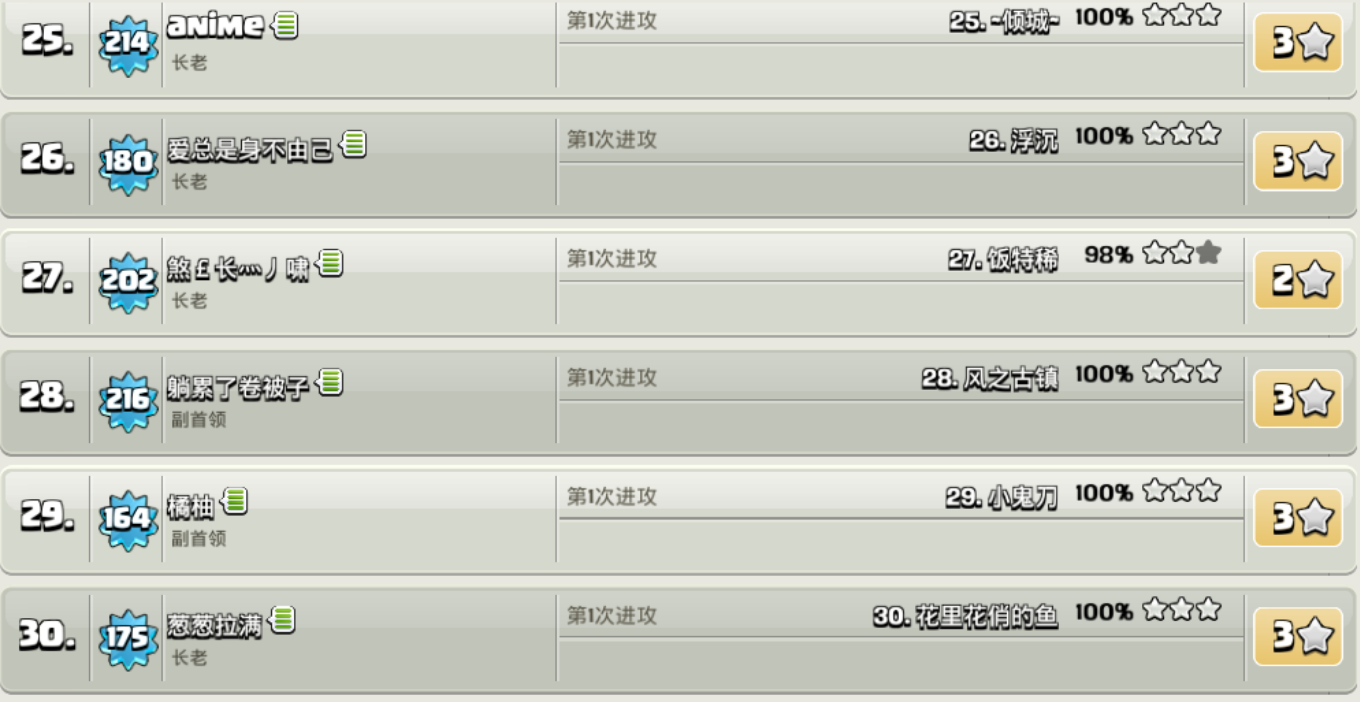 25. 214 anime 第1次进攻 25. ~倾城~ 100% 3
长老
26. 180 爱总是身不由己 第1次进攻 26. 浮沉 100% 3
长老
27. 202 煞￡长灬丿啸 第1次进攻 27. 饭特稀 98% 2
长老
28. 216 躺累了卷被子 第1次进攻 28. 风之古镇 100% 3
副首领
29. 164 橘柚 第1次进攻 29. 小鬼刀 100% 3
副首领
30. 175 葱葱拉满 第1次进攻 30. 花里花俏的鱼 100% 3
长老